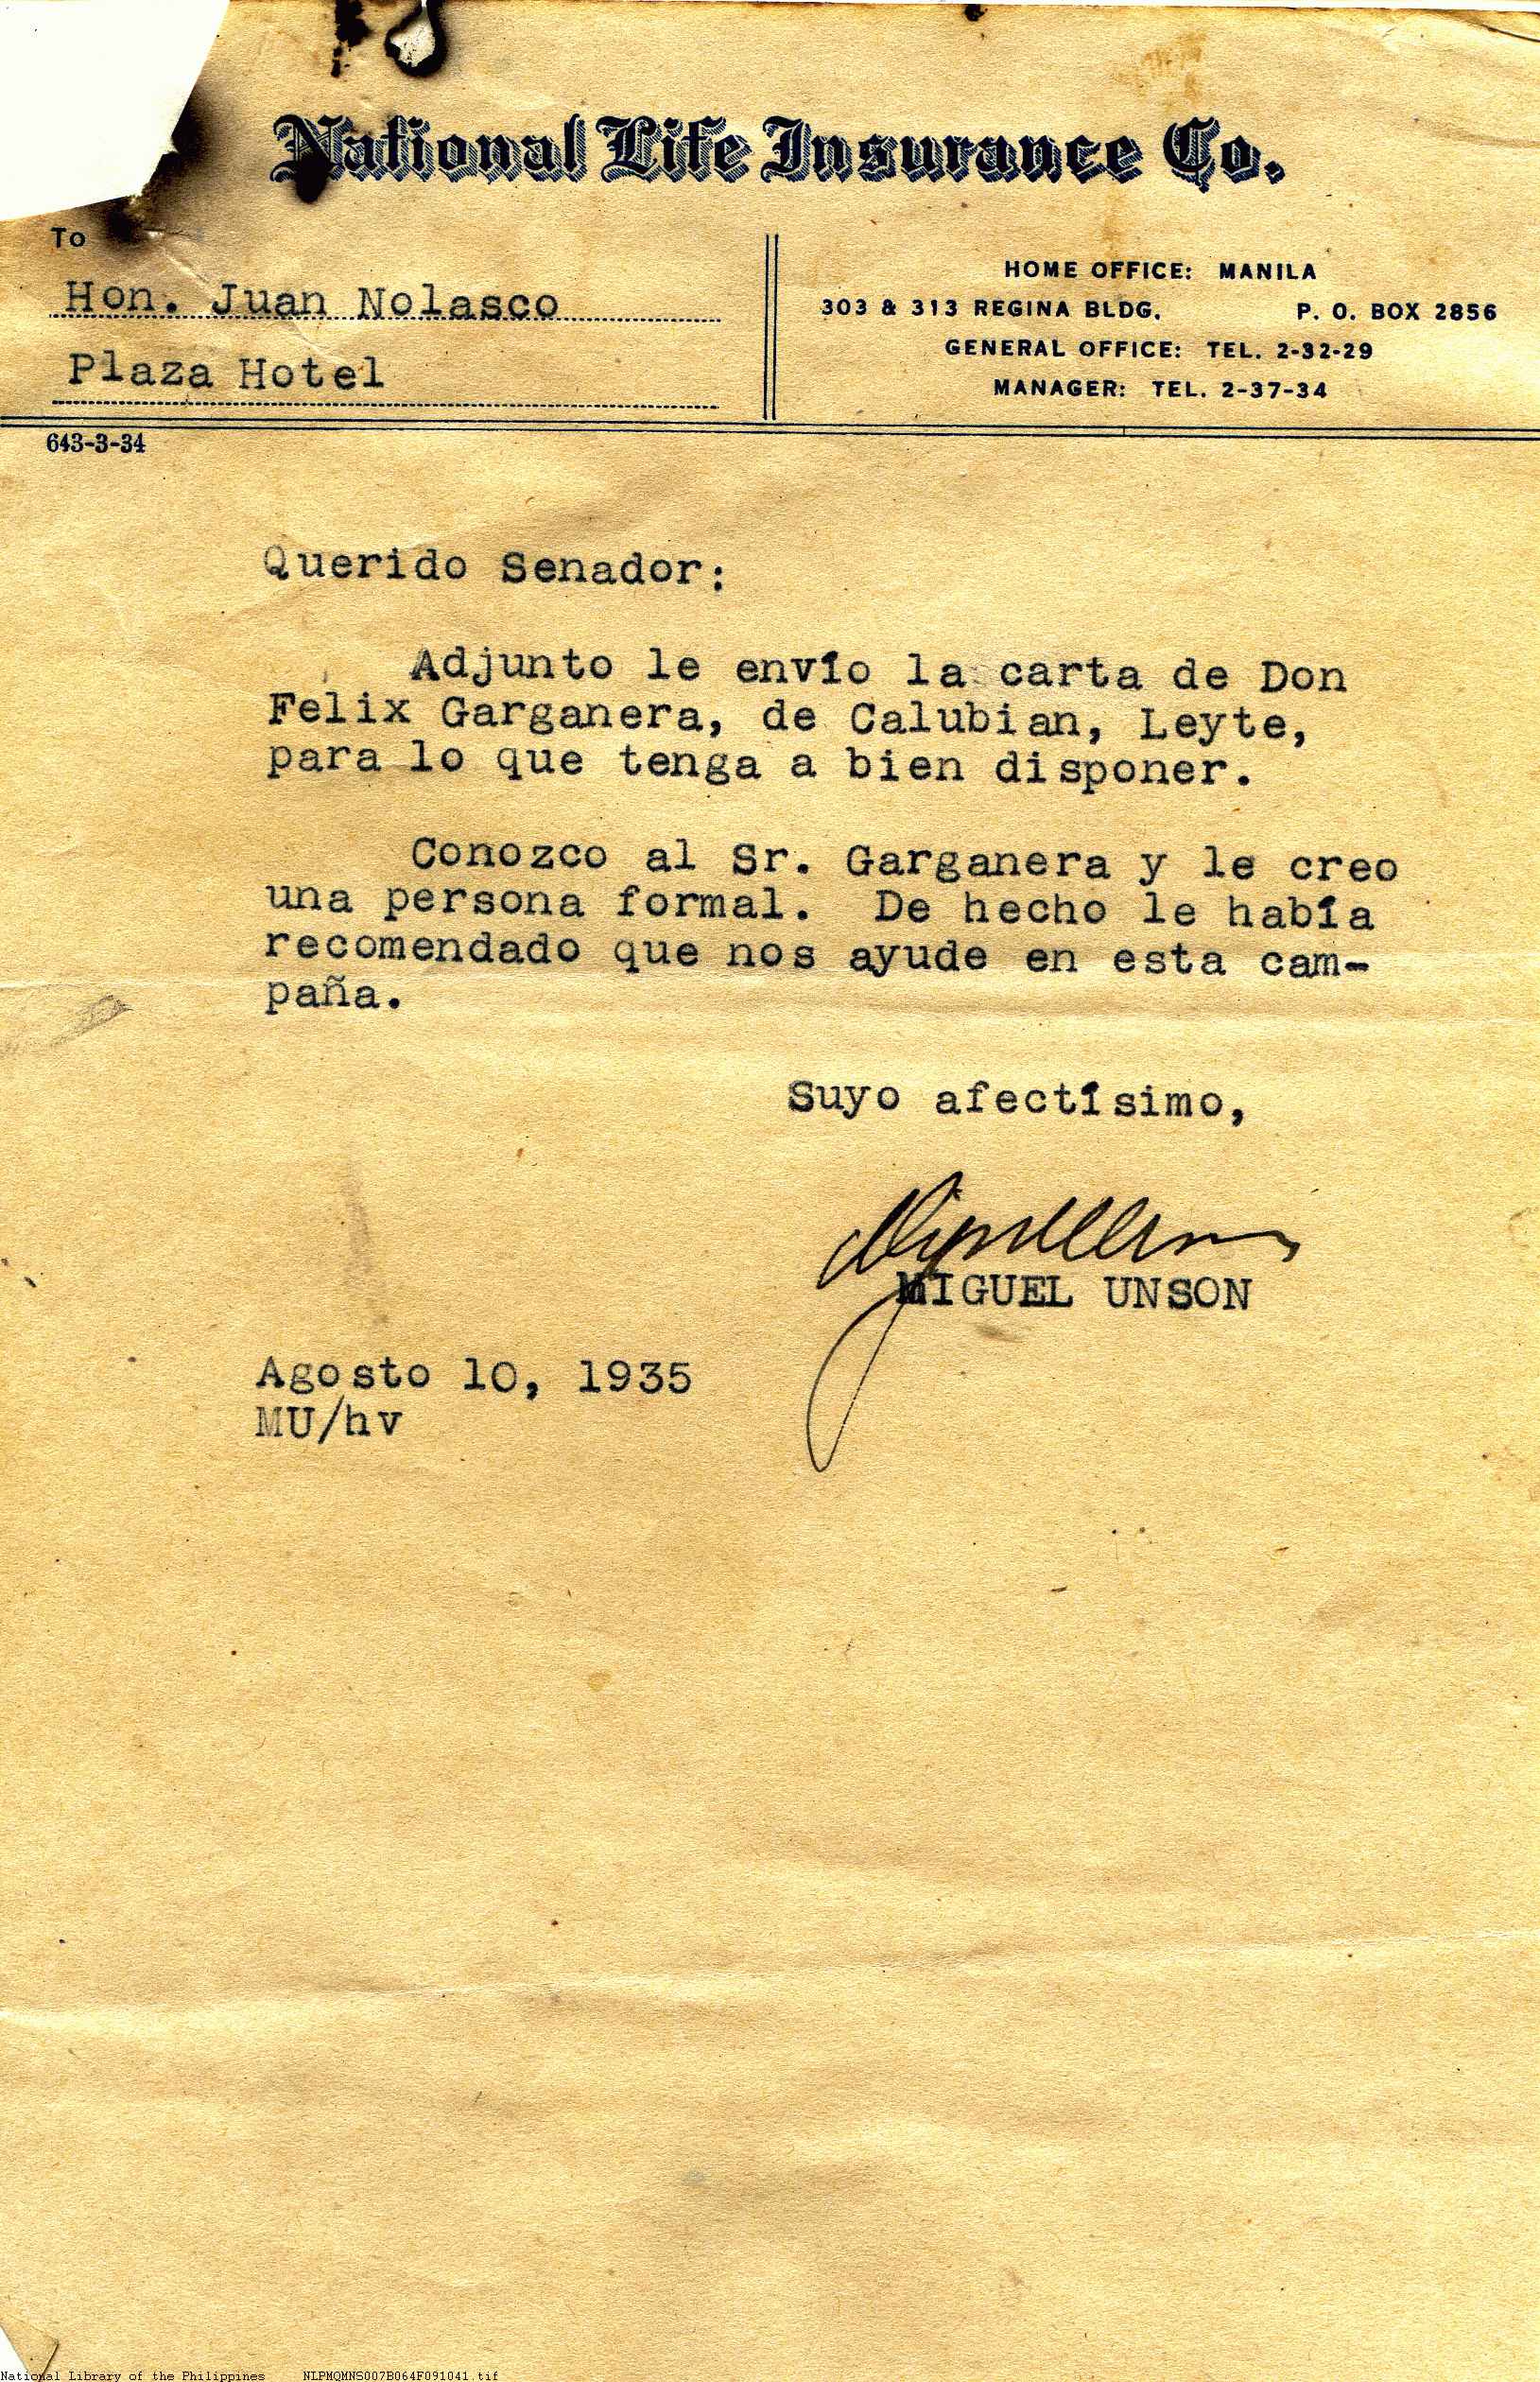 National Life Insurance Co.
To
Hon. Juan Nolasco
Plaza Hotel
HOME OFFICE: MANILA
303 & 313 REGINA BLDG. P. O. BOX 2856
GENERAL OFFICE: TEL. 2-32-29
MANAGER: TEL. 2-37-34
643-3-34
Querido Senador:
Adjunto le envío la carta de Don
Felix Garganera, de Calubian, Leyte,
para lo que tenga a bien disponer.
Conozco al Sr. Garganera y le creo
una persona formal. De hecho le había
recomendado que nos ayude en esta cam-
paña.
Suyo afectísimo,
MIGUEL UNSON
Agosto 10, 1935
MU/hv
National Library of the Philippines NLPMQMNS007B064F091041.tif